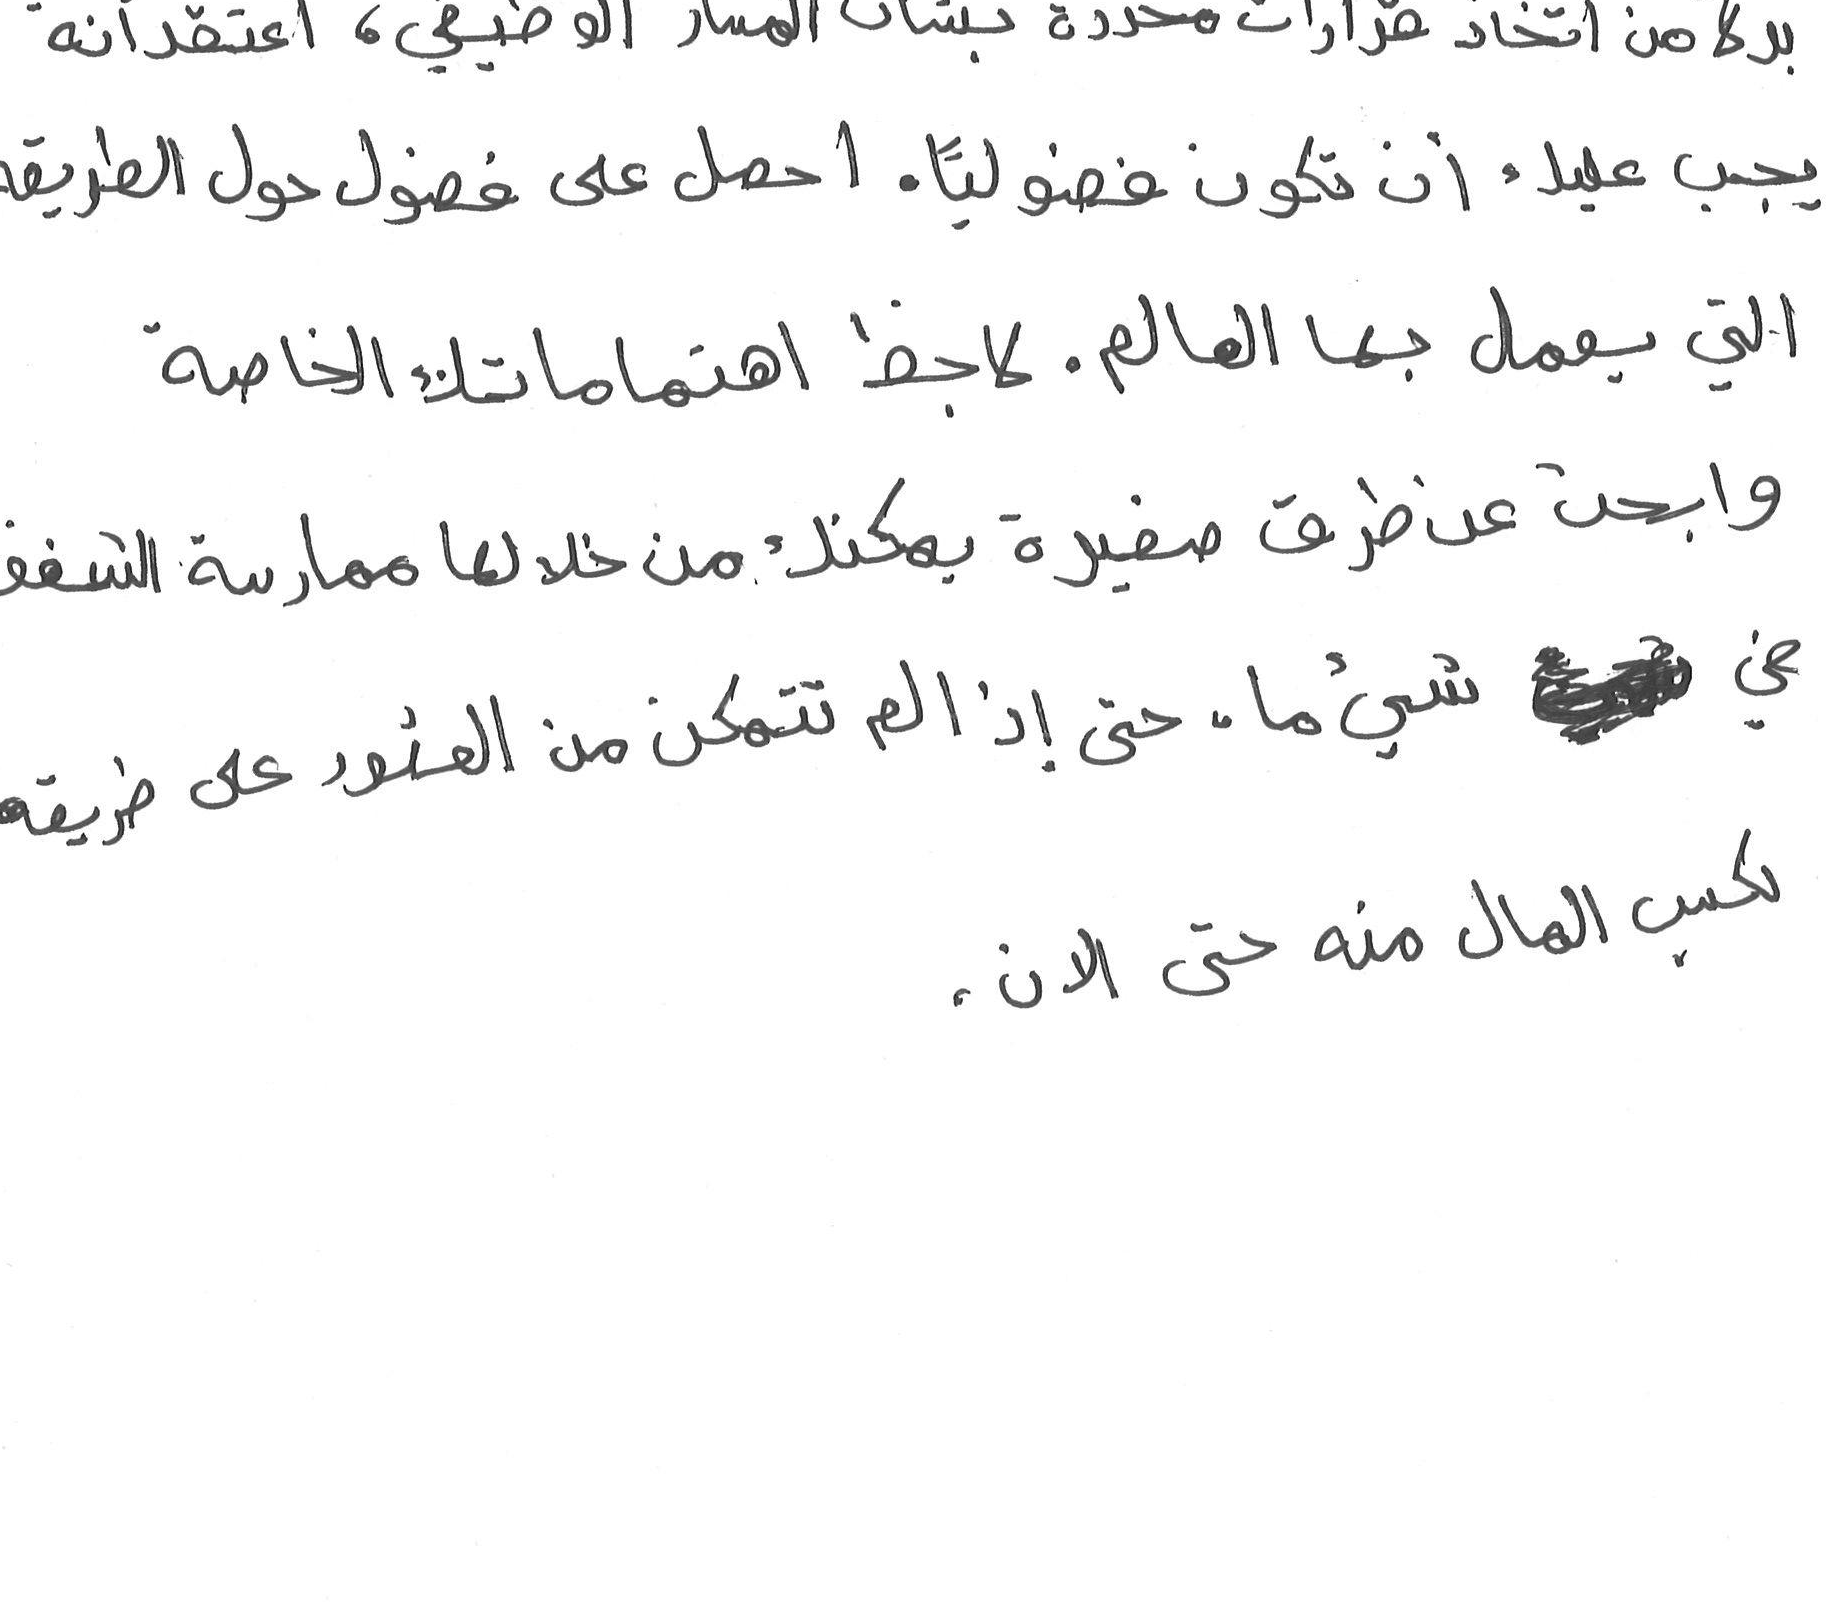 بدلا من اتخاذ قرارات محددة بشأن المسار الوظيفي، اعتقد أنه
يجب عليك أن تكون فضوليًا. احصل على فضول حول الطريقة
التي يعمل بها العالم. لاحظ اهتماماتك الخاصة
وابحث عن طرق صغيرة يمكنك من خلالها ممارسة الشغف
في شيءُ ما، حتى إذا لم تتمكن من العثور على طريقة
لكسب المال منه حتى الان.